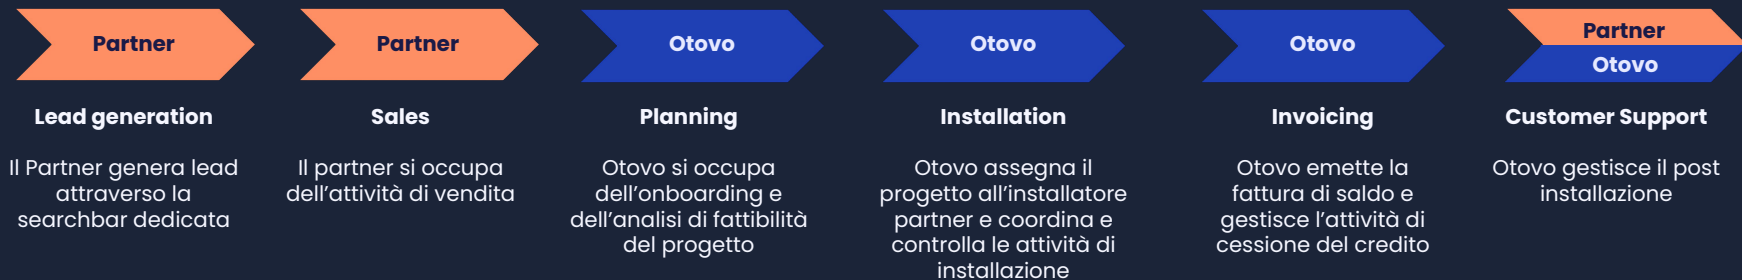 Partner
Partner
Otovo
Otovo
Otovo
Partner
Otovo
Lead generation
Sales
Planning
Installation
Invoicing
Customer Support
Il Partner genera lead
attraverso la
searchbar dedicata
Il partner si occupa
dell’attività di vendita
Otovo si occupa
dell’onboarding e
dell’analisi di fattibilità
del progetto
Otovo assegna il
progetto all’installatore
partner e coordina e
controlla le attività di
installazione
Otovo emette la
fattura di saldo e
gestisce l’attività di
cessione del credito
Otovo gestisce il post
installazione